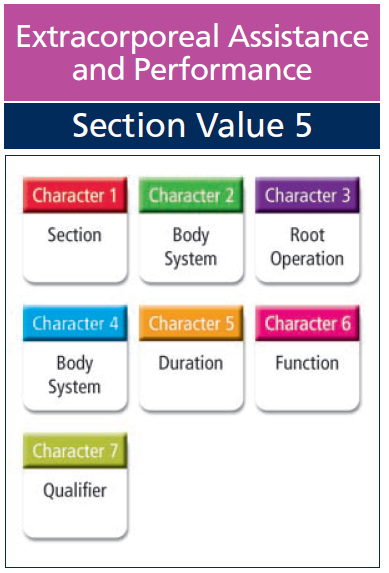 Extracorporeal Assistance
and Performance
Section Value 5
Character 1
Section
Character 2
Body
System
Character 3
Root
Operation
Character 4
Body
System
Character 5
Duration
Character 6
Function
Character 7
Qualifier